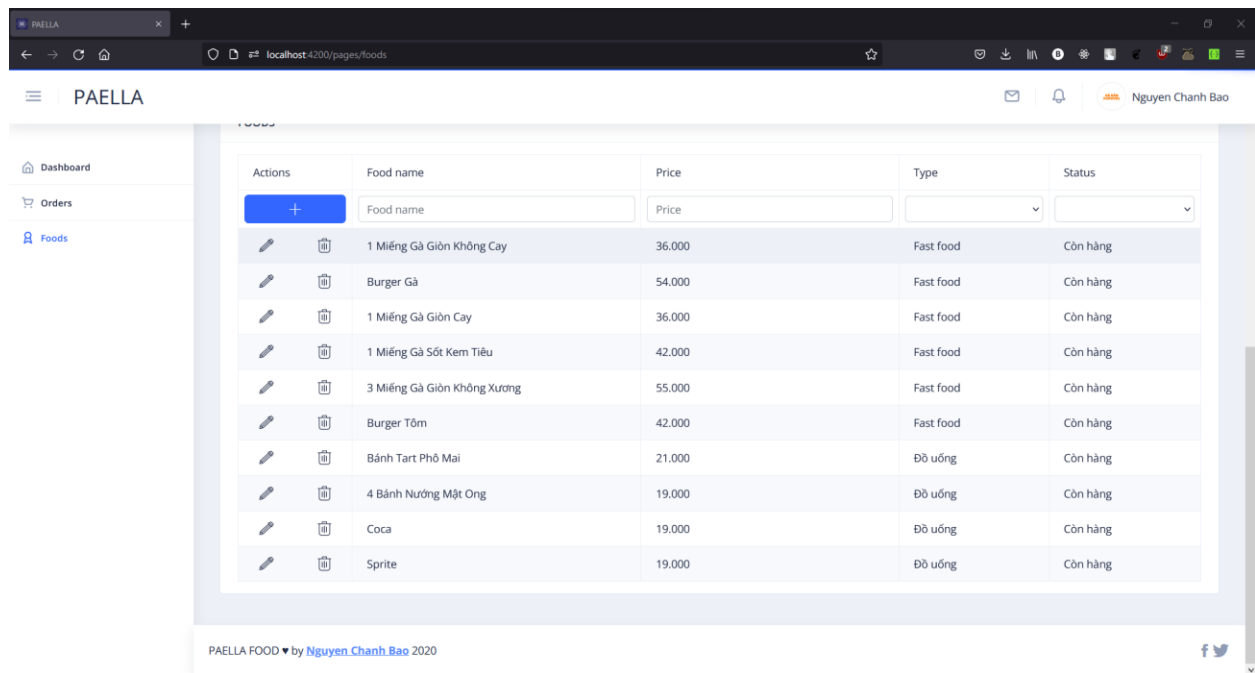 PAELLA
localhost:4200/pages/foods
2
PAELLA
Nguyen Chanh Bao
FOODS
Dashboard
Orders
Foods
Actions Food name Price Type Status
+ Food name Price
1 Miếng Gà Giòn Không Cay 36.000 Fast food Còn hàng
Burger Gà 54.000 Fast food Còn hàng
1 Miếng Gà Giòn Cay 36.000 Fast food Còn hàng
1 Miếng Gà Sốt Kem Tiêu 42.000 Fast food Còn hàng
3 Miếng Gà Giòn Không Xương 55.000 Fast food Còn hàng
Burger Tôm 42.000 Fast food Còn hàng
Bánh Tart Phô Mai 21.000 Đồ uống Còn hàng
4 Bánh Nướng Mật Ong 19.000 Đồ uống Còn hàng
Coca 19.000 Đồ uống Còn hàng
Sprite 19.000 Đồ uống Còn hàng
PAELLA FOOD ♥ by Nguyen Chanh Bao 2020